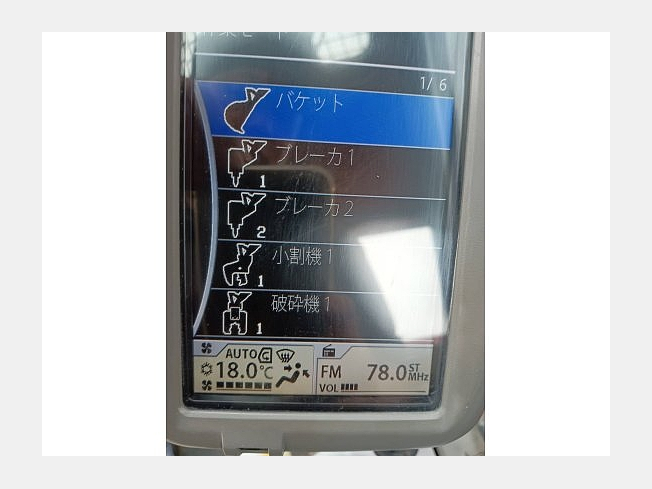 1/ 6
バケット
ブレーカ1
1
ブレーカ2
2
小割機1
1
破砕機1
1
AUTO
18.0℃
FM 78.0 ST MHz
VOL